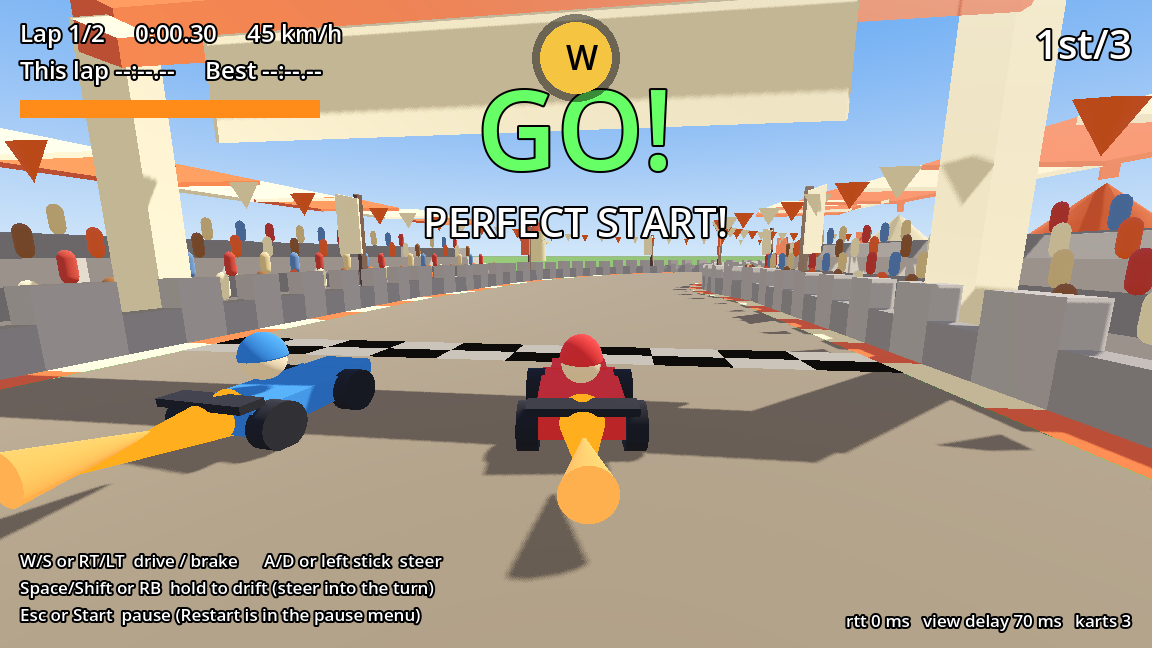 Lap 1/2 0:00.30 45 km/h
This lap --:--.-- Best --:--.--
W
1st/3
GO!
PERFECT START!
W/S or RT/LT drive / brake A/D or left stick steer
Space/Shift or RB hold to drift (steer into the turn)
Esc or Start pause (Restart is in the pause menu)
rtt 0 ms view delay 70 ms karts 3